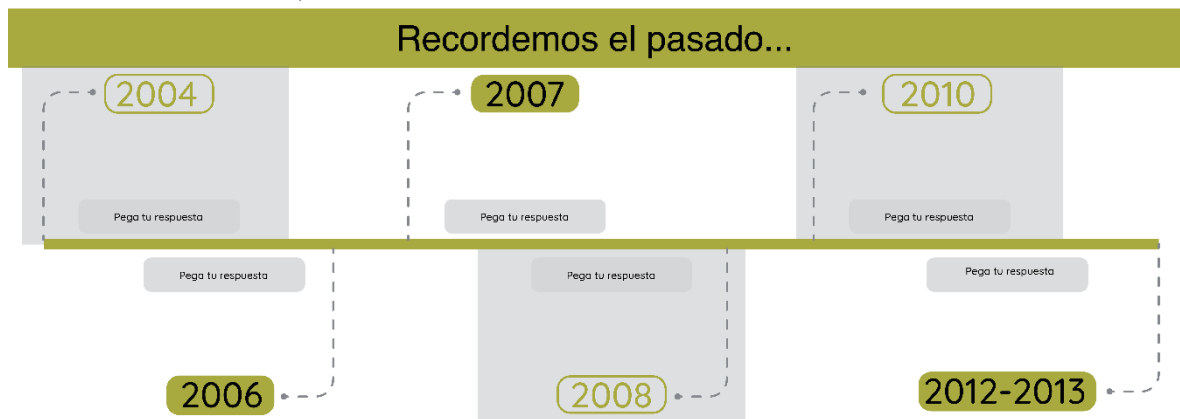 Recordemos el pasado...
2004
2007
2010
Pega tu respuesta
Pega tu respuesta
Pega tu respuesta
Pega tu respuesta
Pega tu respuesta
Pega tu respuesta
2006
2008
2012-2013